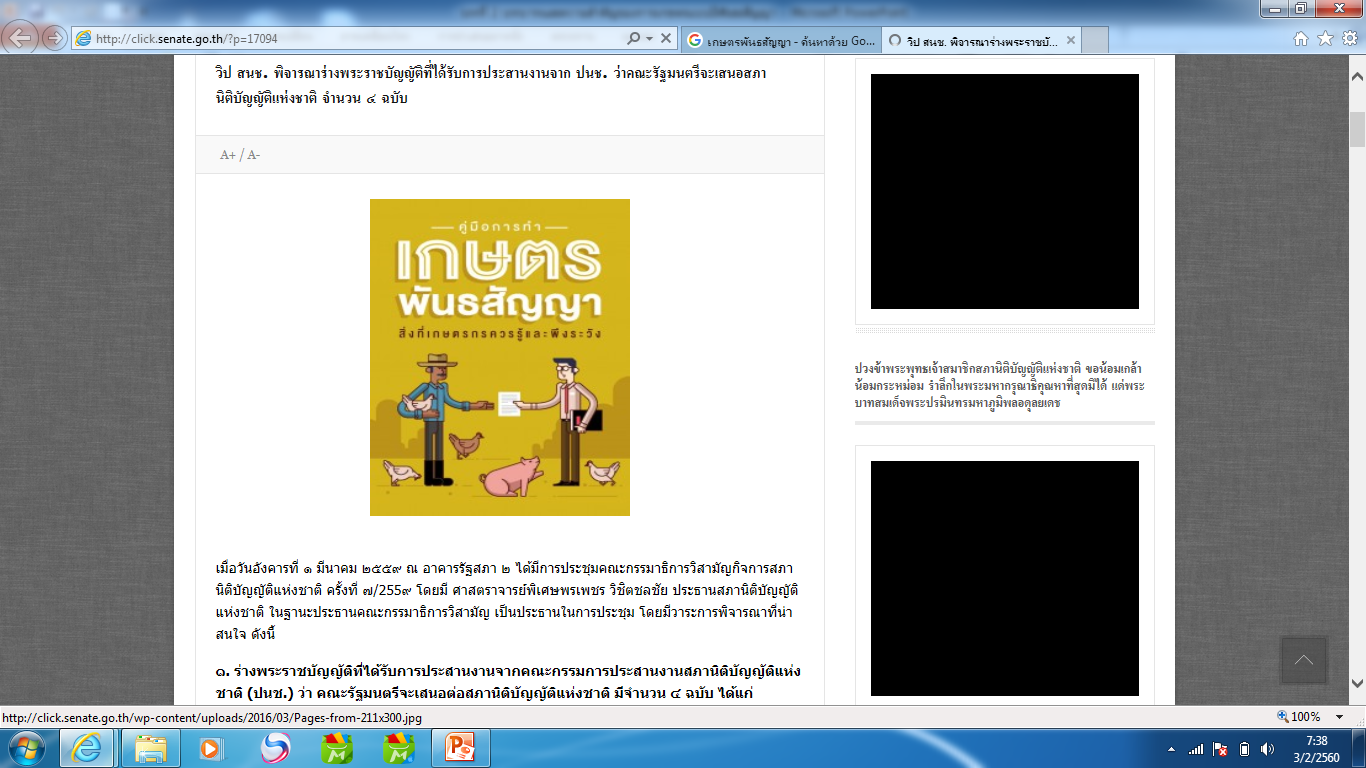 http://click.senate.go.th/?p=17094
เกษตรพันธสัญญา - ค้นหาด้วย Go...
วิป สนช. พิจารณาร่างพระราชบั...
วิป สนช. พิจารณาร่างพระราชบัญญัติที่ได้รับการประสานงานจาก ปนช. ว่าคณะรัฐมนตรีจะเสนอสภา
นิติบัญญัติแห่งชาติ จำนวน ๔ ฉบับ
A+ / A-
คู่มือการทำ
เกษตร
พันธสัญญา
สิ่งที่เกษตรกรควรรู้และพึงระวัง
ปวงข้าพระพุทธเจ้าสมาชิกสภานิติบัญญัติแห่งชาติ ขอน้อมเกล้า
น้อมกระหม่อม รำลึกในพระมหากรุณาธิคุณหาที่สุดมิได้ แด่พระ
บาทสมเด็จพระปรมินทรมหาภูมิพลอดุลยเดช
เมื่อวันอังคารที่ ๑ มีนาคม ๒๕๕๙ ณ อาคารรัฐสภา ๒ ได้มีการประชุมคณะกรรมาธิการวิสามัญกิจการสภา
นิติบัญญัติแห่งชาติ ครั้งที่ ๗/255๙ โดยมี ศาสตราจารย์พิเศษพรเพชร วิชิตชลชัย ประธานสภานิติบัญญัติ
แห่งชาติ ในฐานะประธานคณะกรรมาธิการวิสามัญ เป็นประธานในการประชุม โดยมีวาระการพิจารณาที่น่า
สนใจ ดังนี้
๑. ร่างพระราชบัญญัติที่ได้รับการประสานงานจากคณะกรรมการประสานงานสภานิติบัญญัติแห่ง
ชาติ (ปนช.) ว่า คณะรัฐมนตรีจะเสนอต่อสภานิติบัญญัติแห่งชาติ มีจำนวน ๔ ฉบับ ได้แก่
http://click.senate.go.th/wp-content/uploads/2016/03/Pages-from-211x300.jpg
100%
7:38
3/2/2560